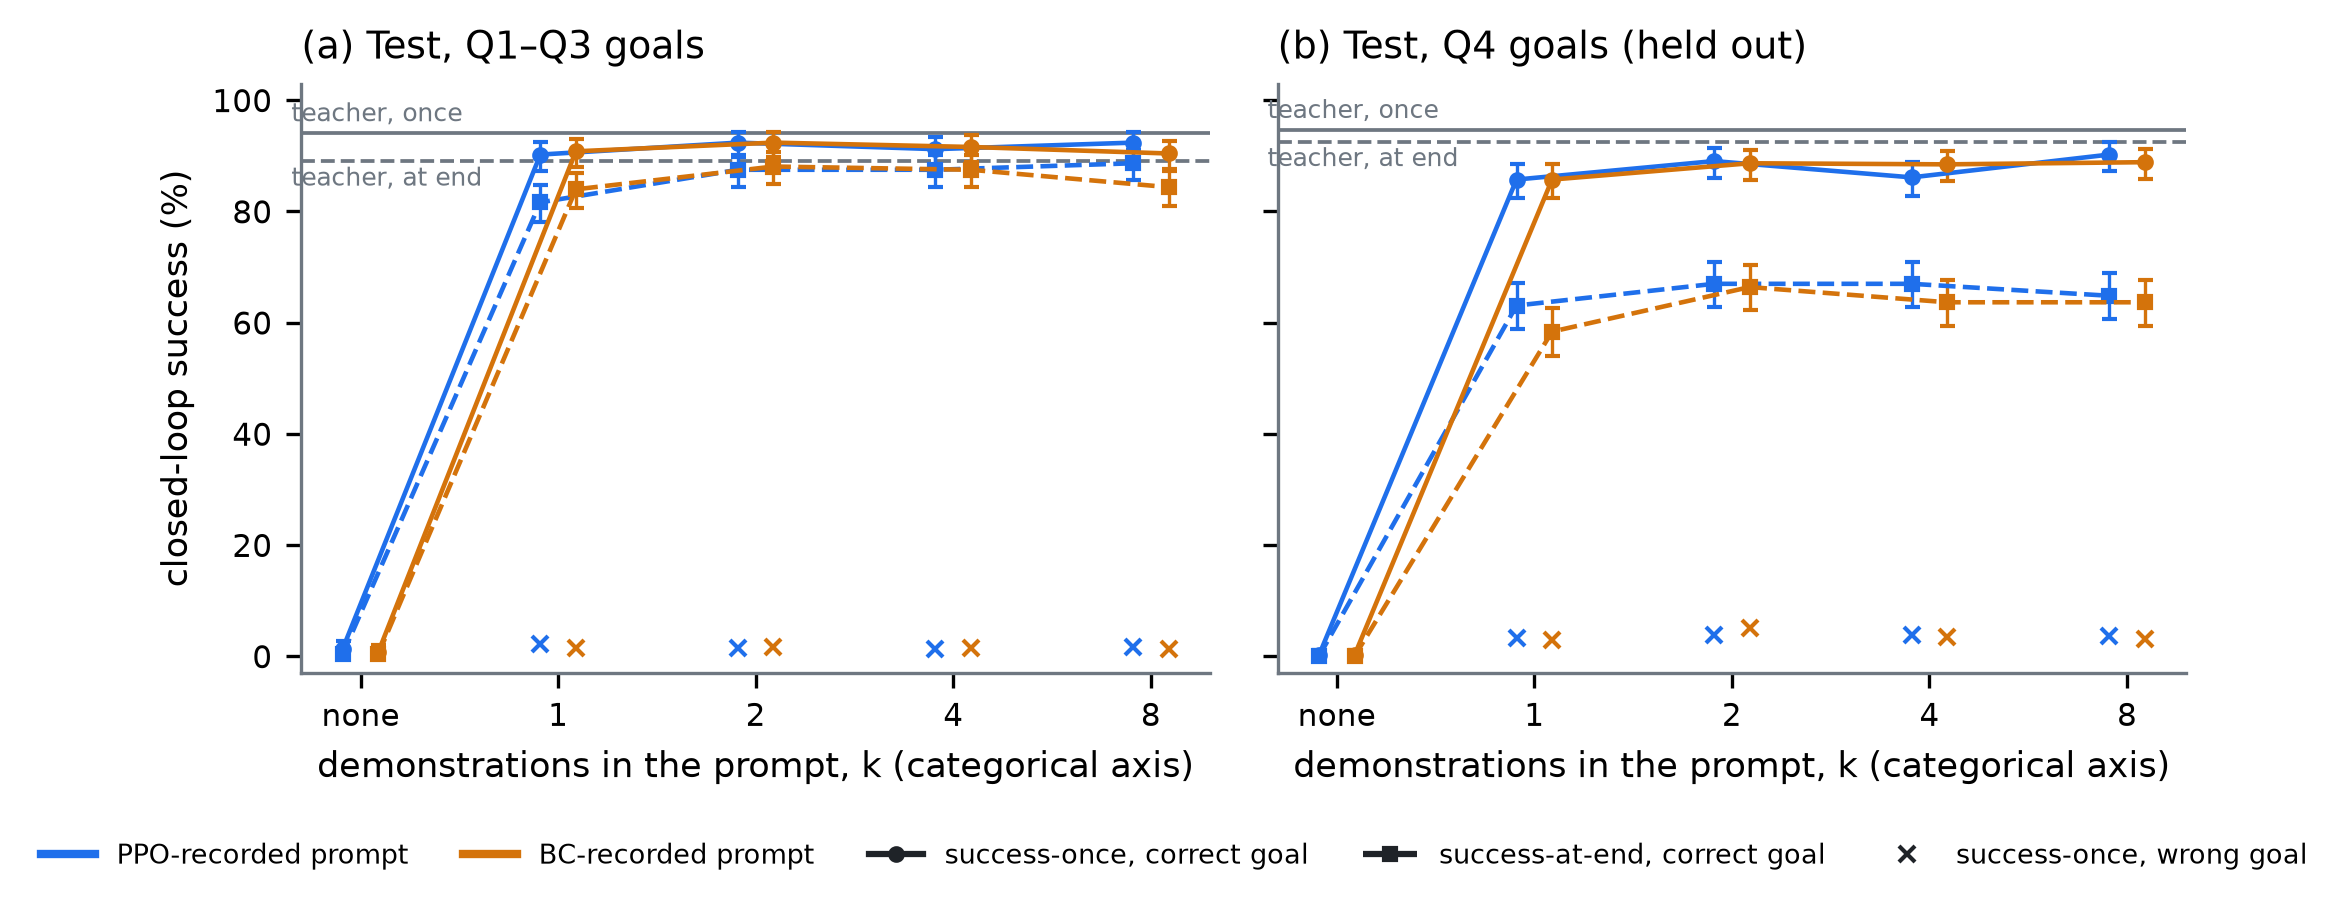 (a) Test, Q1–Q3 goals
(b) Test, Q4 goals (held out)
closed-loop success (%)
100
80
60
40
20
0
teacher, once
teacher, at end
teacher, once
teacher, at end
none 1 2 4 8
none 1 2 4 8
demonstrations in the prompt, k (categorical axis)
demonstrations in the prompt, k (categorical axis)
PPO-recorded prompt
BC-recorded prompt
success-once, correct goal
success-at-end, correct goal
success-once, wrong goal